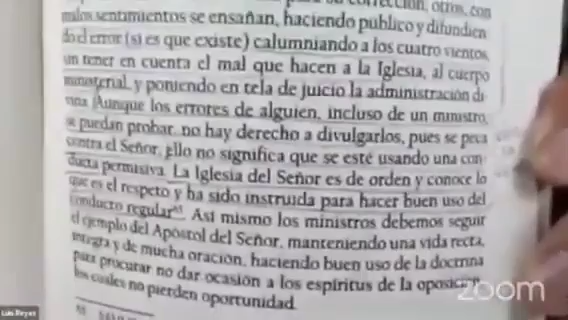 su corrección, otros, con
malos sentimientos se ensañan, haciendo público y difundien
do el error (si es que existe) calumniando a los cuatro vientos,
sin tener en cuenta el mal que hacen a la Iglesia, al cuerpo
ministerial, y poniendo en tela de juicio la administración di-
vina. Aunque los errores de alguien, incluso de un ministro,
se puedan probar, no hay derecho a divulgarlos, pues se peca
contra el Señor. Ello no significa que se esté usando una con-
ducta permisiva. La Iglesia del Señor es de orden y conoce lo
que es el respeto y ha sido instruida para hacer buen uso del
conducto regular Así mismo los ministros debemos seguir
el ejemplo del Apóstol del Señor, manteniendo una vida recta,
íntegra y de mucha oración, haciendo buen uso de la doctrina
para procurar no dar ocasión a los espíritus de la oposición,
los cuales no pierden oportunidad.
Luis Reyes
zoom